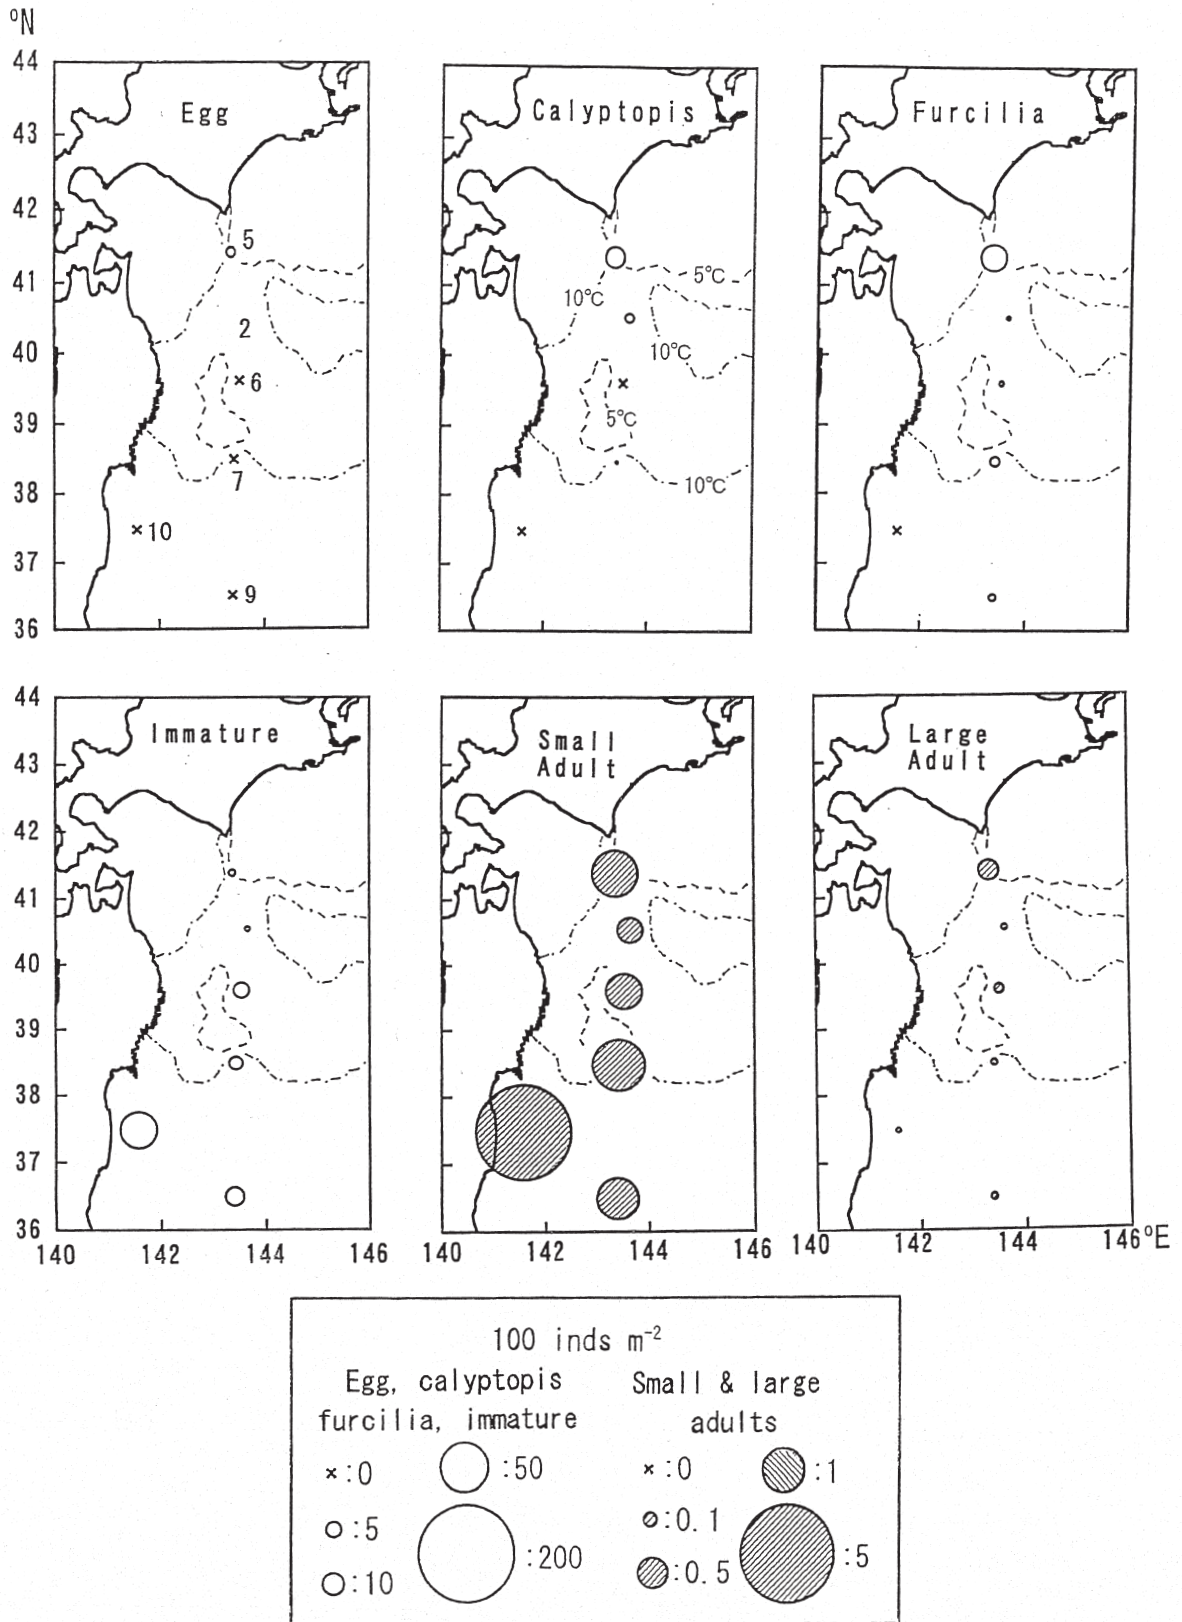 ºN
44
43
42
41
40
39
38
37
36
Egg
5
2
× 6
×
7
× 10
× 9
Calyptopis
5℃
10℃
10℃
×
5℃
10℃
×
Furcilia
×
44
43
42
41
40
39
38
37
36
Immature
Small
Adult
Large
Adult
140 142 144 146
140 142 144 146
140 142 144 146ºE
100 inds m⁻²
Egg, calyptopis
furcilia, immature
×:0 :50
:5
:200
:10
Small & large
adults
×:0 :1
:0.1
:5
:0.5